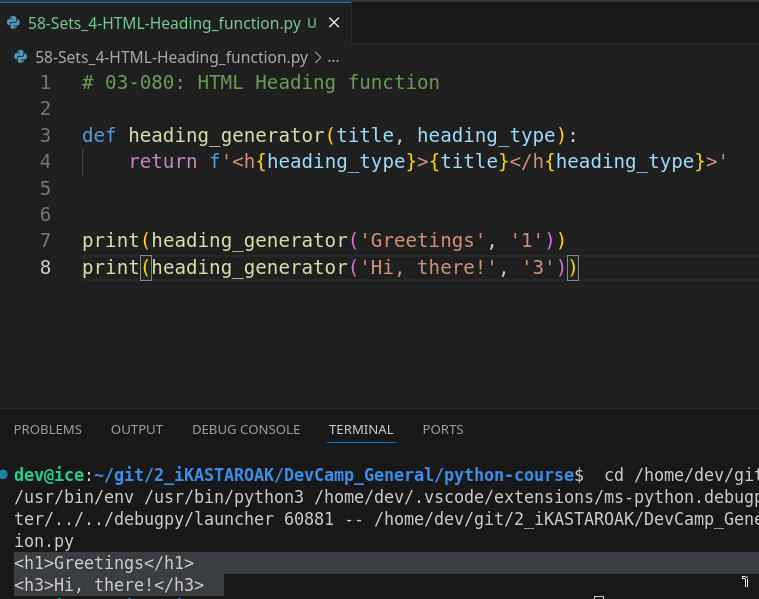 58-Sets_4-HTML-Heading_function.py U
58-Sets_4-HTML-Heading_function.py > ...
1 # 03-080: HTML Heading function
2
3 def heading_generator(title, heading_type):
4     return f'<h{heading_type}>{title}</h{heading_type}>'
5
6
7 print(heading_generator('Greetings', '1'))
8 print(heading_generator('Hi, there!', '3'))
PROBLEMS OUTPUT DEBUG CONSOLE TERMINAL PORTS
dev@ice:~/git/2_iKASTAROAK/DevCamp_General/python-course$  cd /home/dev/git
/usr/bin/env /usr/bin/python3 /home/dev/.vscode/extensions/ms-python.debugp
ter/../../debugpy/launcher 60881 -- /home/dev/git/2_iKASTAROAK/DevCamp_Gene
ion.py
<h1>Greetings</h1>
<h3>Hi, there!</h3>